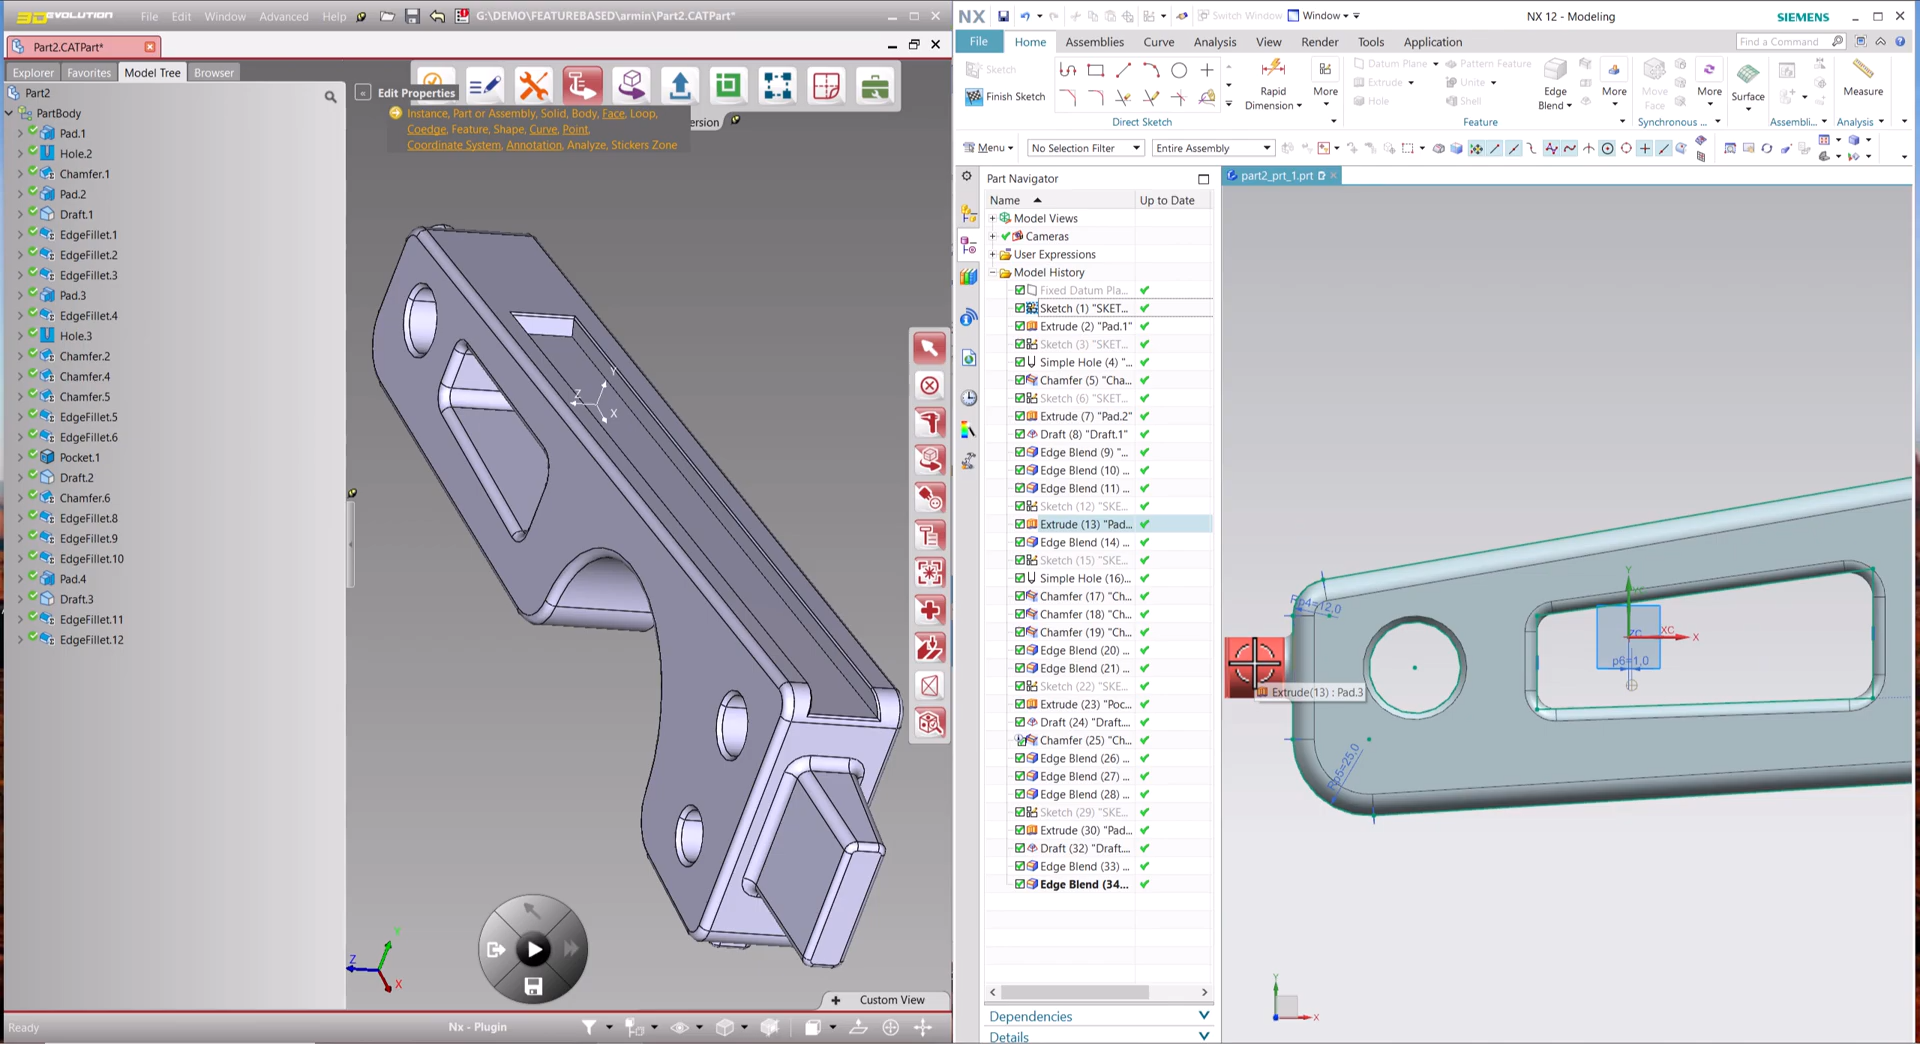 3DEVOLUTION
File Edit Window Advanced Help G:\DEMO\FEATUREBASED\armin\Part2.CATPart*
Part2.CATPart*
Explorer Favorites Model Tree Browser
Part2
PartBody
Pad.1
Hole.2
Chamfer.1
Pad.2
Draft.1
EdgeFillet.1
EdgeFillet.2
EdgeFillet.3
Pad.3
EdgeFillet.4
Hole.3
Chamfer.2
Chamfer.4
Chamfer.5
EdgeFillet.5
EdgeFillet.6
Pocket.1
Draft.2
Chamfer.6
EdgeFillet.8
EdgeFillet.9
EdgeFillet.10
Pad.4
Draft.3
EdgeFillet.11
EdgeFillet.12
Edit Properties
Instance, Part or Assembly, Solid, Body, Face, Loop,
Coedge, Feature, Shape, Curve, Point,
Coordinate System, Annotation, Analyze, Stickers Zone
ersion
Y
Z
X
Y
Z
X
Custom View
Ready
Nx - Plugin
NX Switch Window Window NX 12 - Modeling SIEMENS
File Home Assemblies Curve Analysis View Render Tools Application Find a Command
Sketch
Finish Sketch
Rapid Dimension
More
Direct Sketch
Datum Plane
Extrude
Hole
Pattern Feature
Unite
Shell
Edge Blend
More
Feature
Move Face
More
Synchronous ...
Surface
Assembli...
Measure
Analysis
Menu No Selection Filter Entire Assembly
Part Navigator
Name Up to Date
Model Views
Cameras
User Expressions
Model History
Fixed Datum Pla...
Sketch (1) "SKET...
Extrude (2) "Pad.1"
Sketch (3) "SKET...
Simple Hole (4) "...
Chamfer (5) "Cha...
Sketch (6) "SKET...
Extrude (7) "Pad.2"
Draft (8) "Draft.1"
Edge Blend (9) "...
Edge Blend (10) ...
Edge Blend (11) ...
Sketch (12) "SKE...
Extrude (13) "Pad...
Edge Blend (14) ...
Sketch (15) "SKE...
Simple Hole (16)...
Chamfer (17) "Ch...
Chamfer (18) "Ch...
Chamfer (19) "Ch...
Edge Blend (20) ...
Edge Blend (21) ...
Sketch (22) "SKE...
Extrude (23) "Poc...
Draft (24) "Draft...
Chamfer (25) "Ch...
Edge Blend (26) ...
Edge Blend (27) ...
Edge Blend (28) ...
Sketch (29) "SKE...
Extrude (30) "Pad...
Draft (32) "Draft...
Edge Blend (33) ...
Edge Blend (34...
Dependencies
Details
part2_prt_1.prt
Rp4=12,0
Y
ZC
XC
X
p6=1,0
Extrude(13) : Pad.3
Rp5=25,0
Y
X